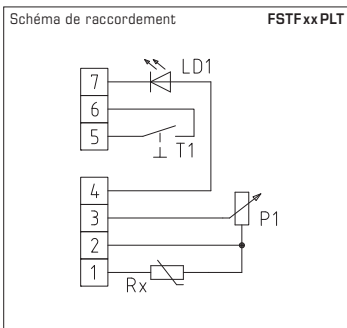 Schéma de raccordement FSTFxxPLT
7 LD1
6
5 T1
4
3 P1
2
1
Rx